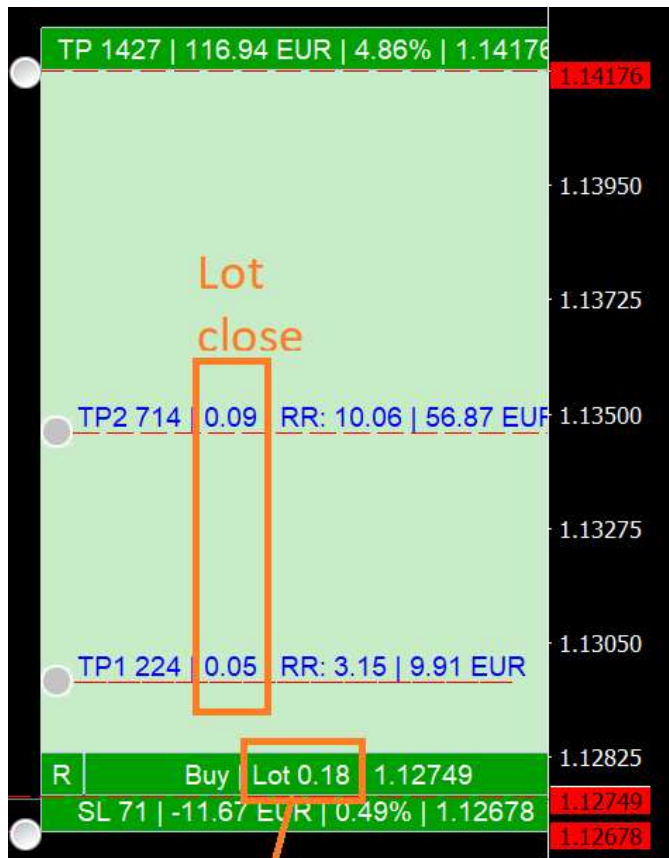 TP 1427 | 116.94 EUR | 4.86% | 1.14176
1.14176
1.13950
1.13725
Lot
close
TP2 714 | 0.09 RR: 10.06 | 56.87 EUR
1.13500
1.13275
1.13050
TP1 224 | 0.05 RR: 3.15 | 9.91 EUR
1.12825
R Buy | Lot 0.18 1.12749
1.12749
SL 71 | -11.67 EUR | 0.49% | 1.12678
1.12678